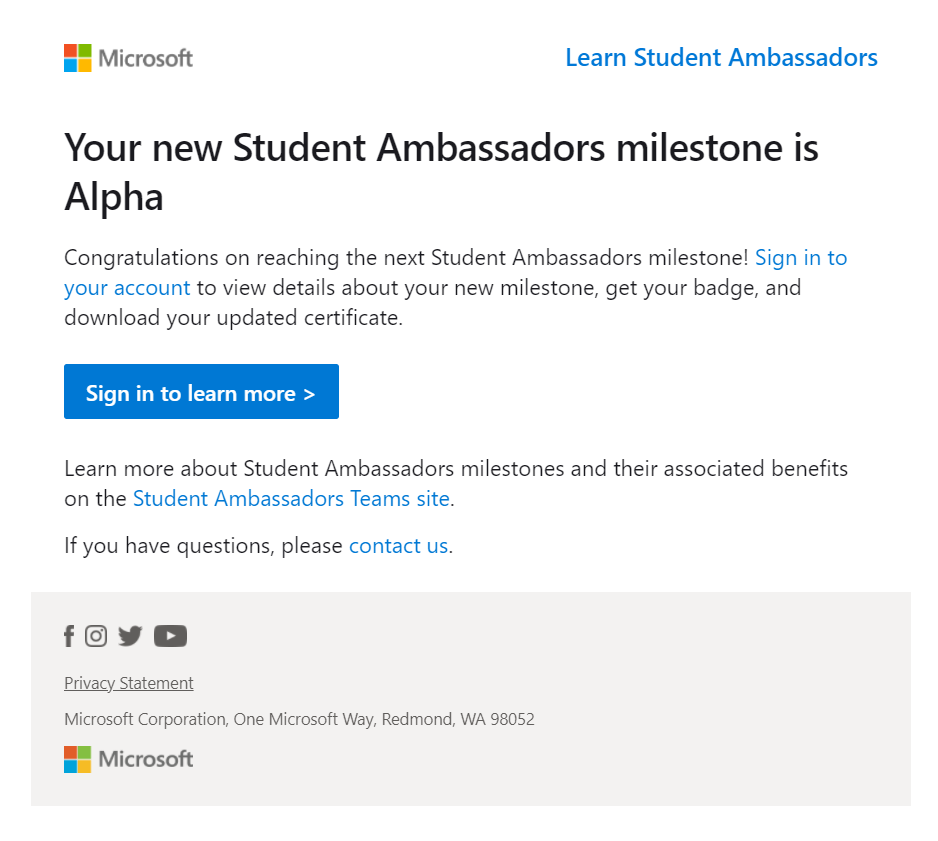 Microsoft
Learn Student Ambassadors
Your new Student Ambassadors milestone is
Alpha
Congratulations on reaching the next Student Ambassadors milestone! Sign in to
your account to view details about your new milestone, get your badge, and
download your updated certificate.
Sign in to learn more >
Learn more about Student Ambassadors milestones and their associated benefits
on the Student Ambassadors Teams site.
If you have questions, please contact us.
Privacy Statement
Microsoft Corporation, One Microsoft Way, Redmond, WA 98052
Microsoft